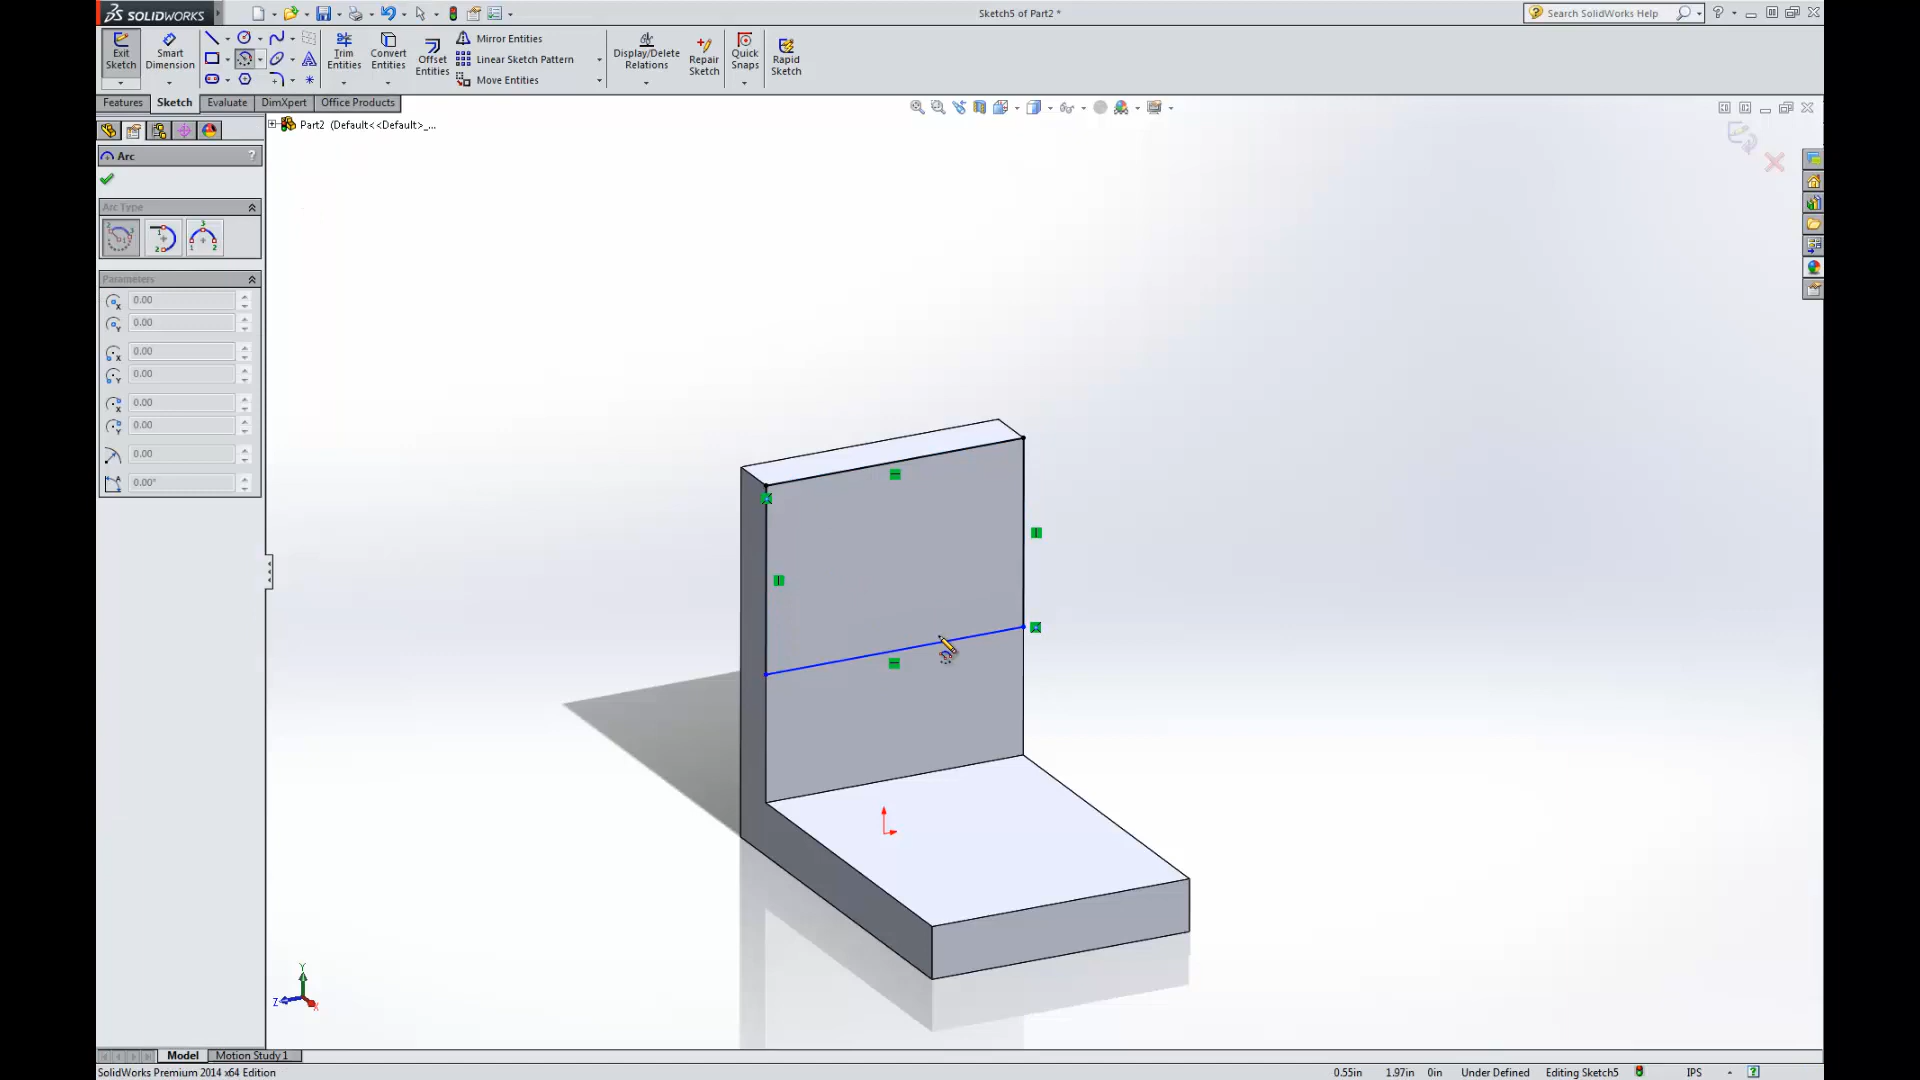 SOLIDWORKS
Sketch5 of Part2 *
Search SolidWorks Help
Exit Sketch
Smart Dimension
Trim Entities
Convert Entities
Offset Entities
Mirror Entities
Linear Sketch Pattern
Move Entities
Display/Delete Relations
Repair Sketch
Quick Snaps
Rapid Sketch
Features
Sketch
Evaluate
DimXpert
Office Products
Part2 (Default<<Default>_...
Arc
?
Arc Type
Parameters
0.00
0.00
0.00
0.00
0.00
0.00
0.00
0.00°
Y
Z
X
Model
Motion Study 1
SolidWorks Premium 2014 x64 Edition
0.55in
1.97in
0in
Under Defined
Editing Sketch5
IPS